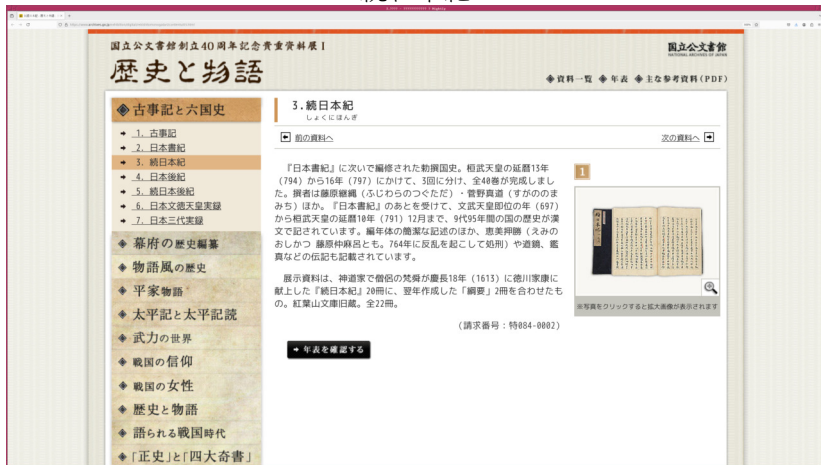 国立公文書館創立40周年記念貴重資料展Ⅰ
歴史と物語
国立公文書館
NATIONAL ARCHIVES OF JAPAN
資料一覧 年表 主な参考資料(PDF)
古事記と六国史
1. 古事記
2. 日本書紀
3. 続日本紀
4. 日本後紀
5. 続日本後紀
6. 日本文徳天皇実録
7. 日本三代実録
幕府の歴史編纂
物語風の歴史
平家物語
太平記と太平記読
武力の世界
戦国の信仰
戦国の女性
歴史と物語
語られる戦国時代
「正史」と「四大奇書」
3.続日本紀
しょくにほんぎ
前の資料へ
次の資料へ
『日本書紀』に次いで編修された勅撰国史。桓武天皇の延暦13年
(794)から16年(797)にかけて、3回に分け、全40巻が完成しまし
た。撰者は藤原継縄(ふじわらのつぐただ)・菅野真道(すがののま
みち)ほか。『日本書紀』のあとを受けて、文武天皇即位の年(697)
から桓武天皇の延暦10年(791)12月まで、9代95年間の国の歴史が漢
文で記されています。編年体の簡潔な記述のほか、恵美押勝(えみの
おしかつ 藤原仲麻呂とも。764年に反乱を起こして処刑)や道鏡、鑑
真などの伝記も記載されています。
展示資料は、神道家で僧侶の梵舜が慶長18年(1613)に徳川家康に
献上した『続日本紀』20冊に、翌年作成した「綱要」2冊を合わせたも
の。紅葉山文庫旧蔵。全22冊。
(請求番号:特084-0002)
年表を確認する
1
※写真をクリックすると拡大画像が表示されます